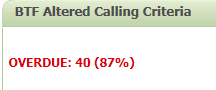 BTF Altered Calling Criteria
OVERDUE: 40 (87%)